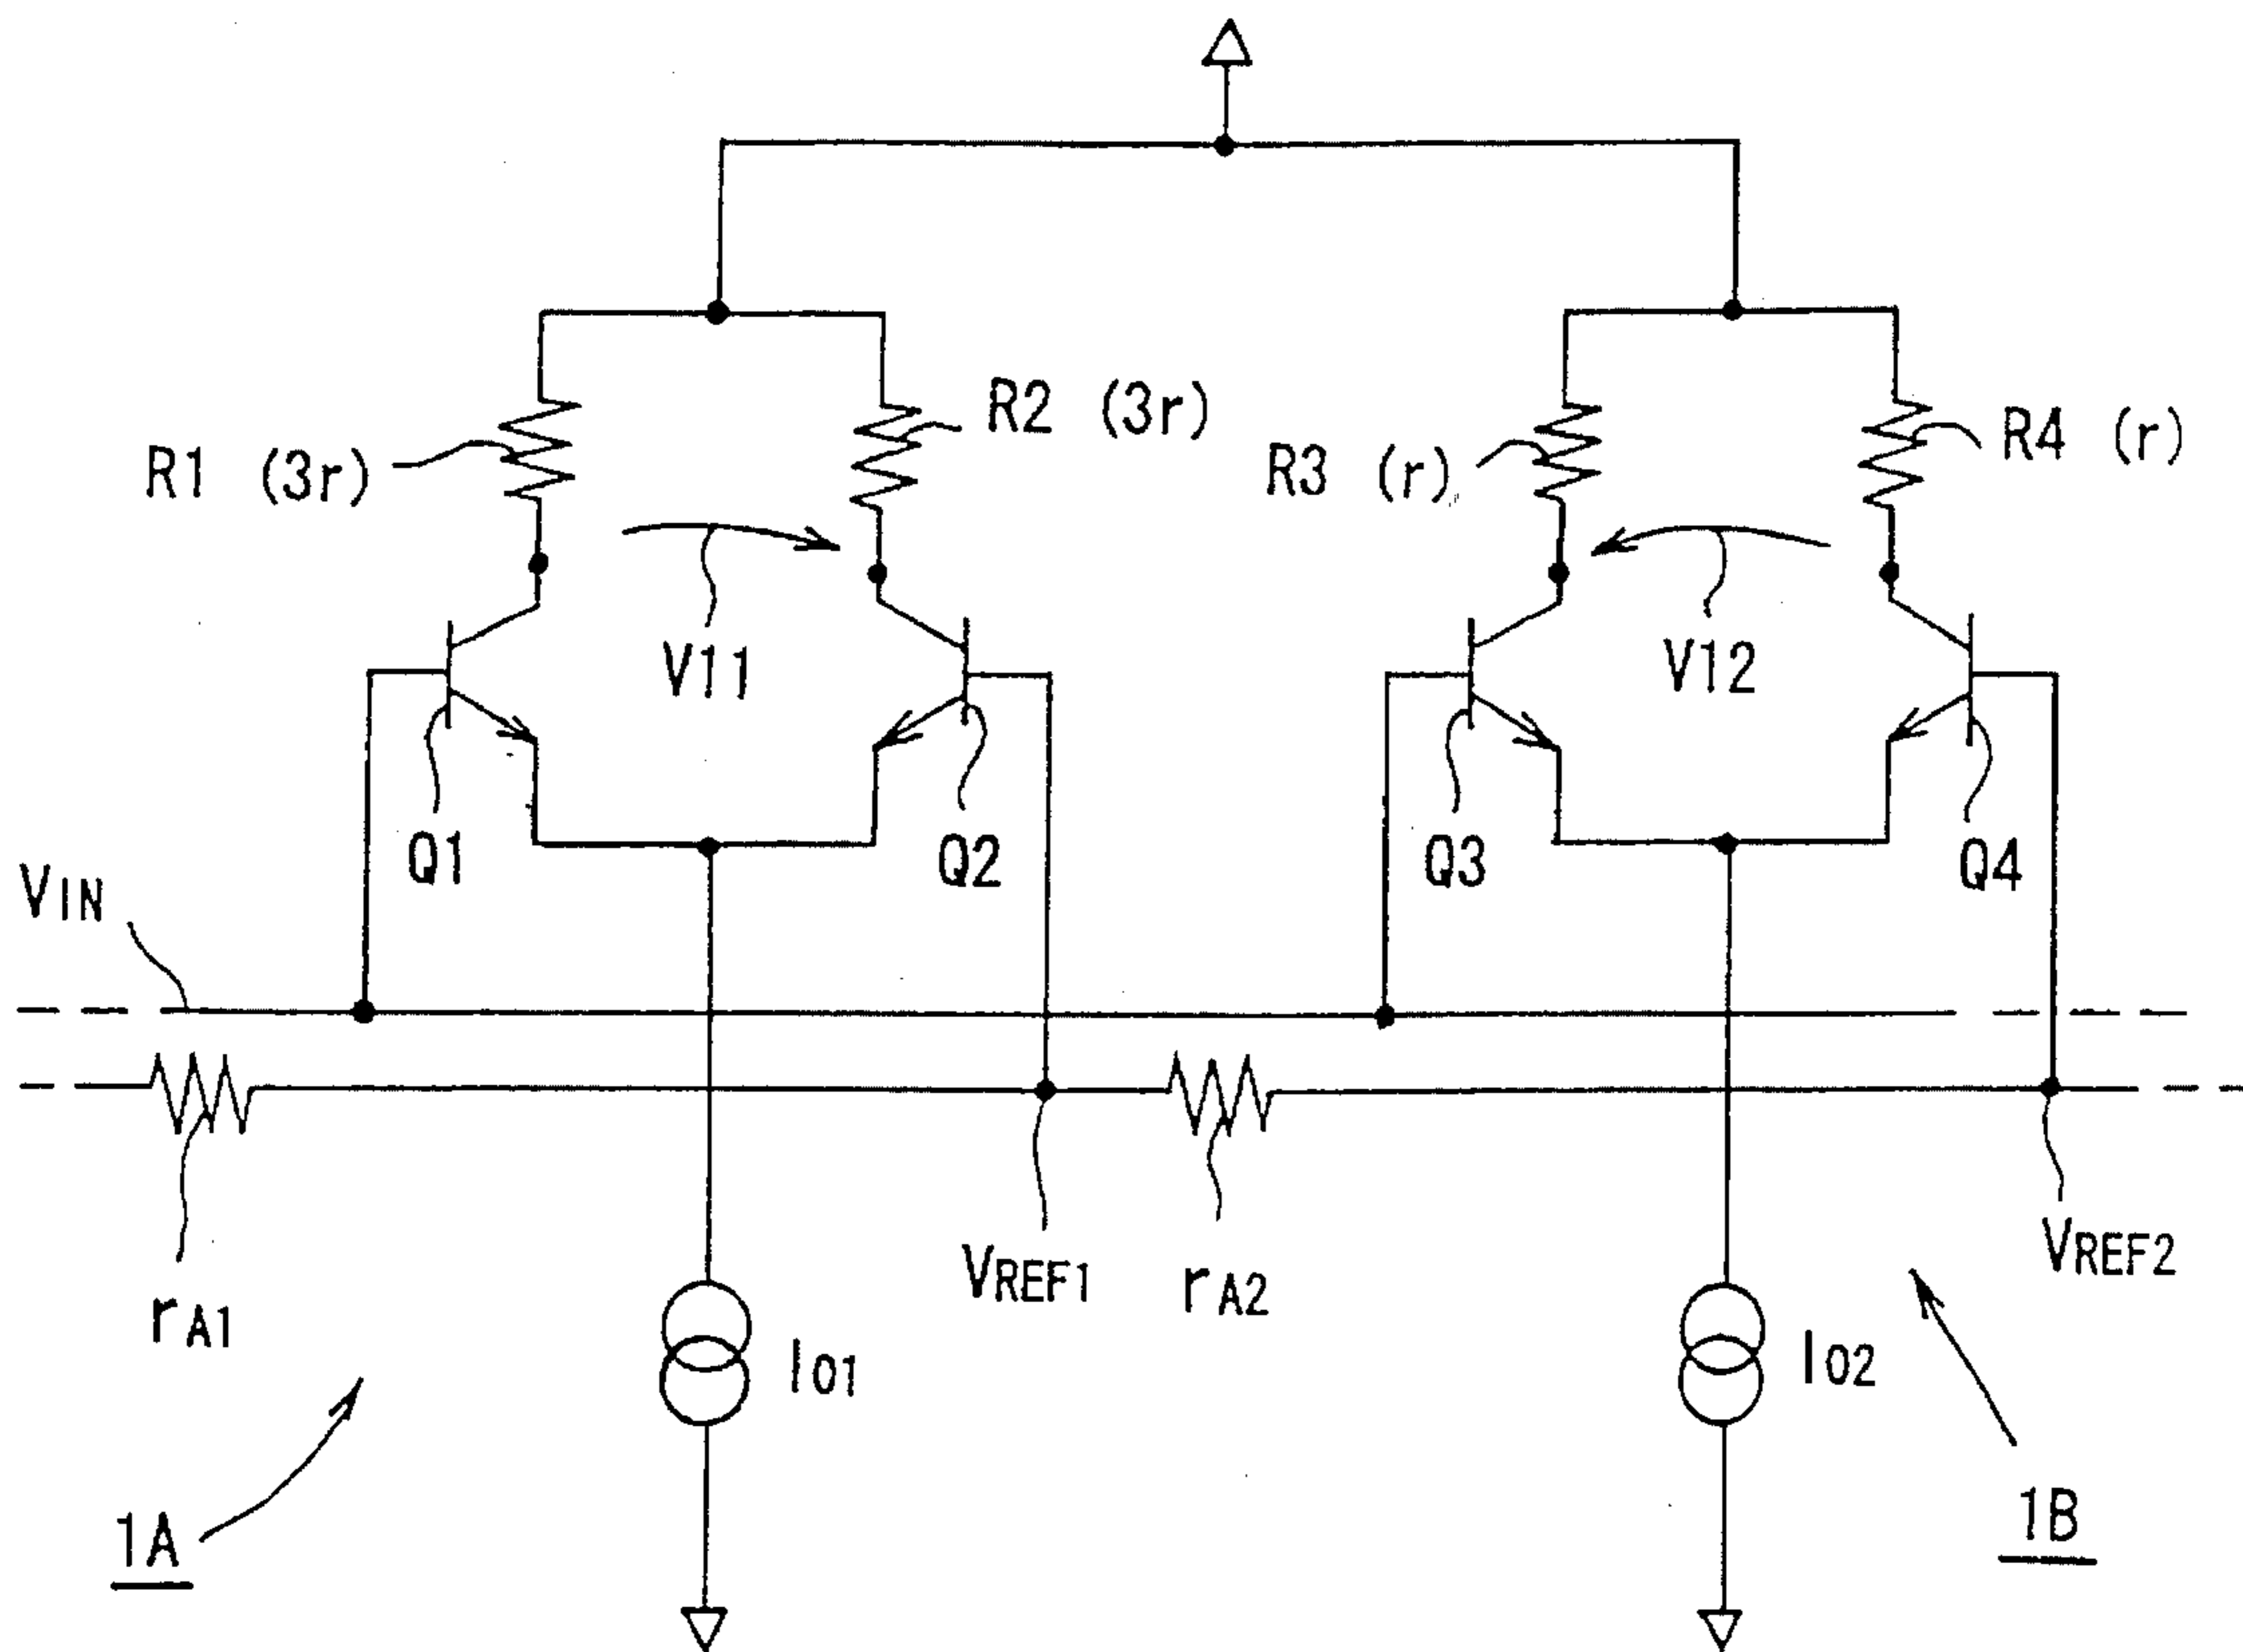 R1 (3r)
R2 (3r)
R3 (r)
R4 (r)
V11
V12
Q1
Q2
Q3
Q4
VIN
rA1
VREF1
rA2
VREF2
I01
I02
1A
1B